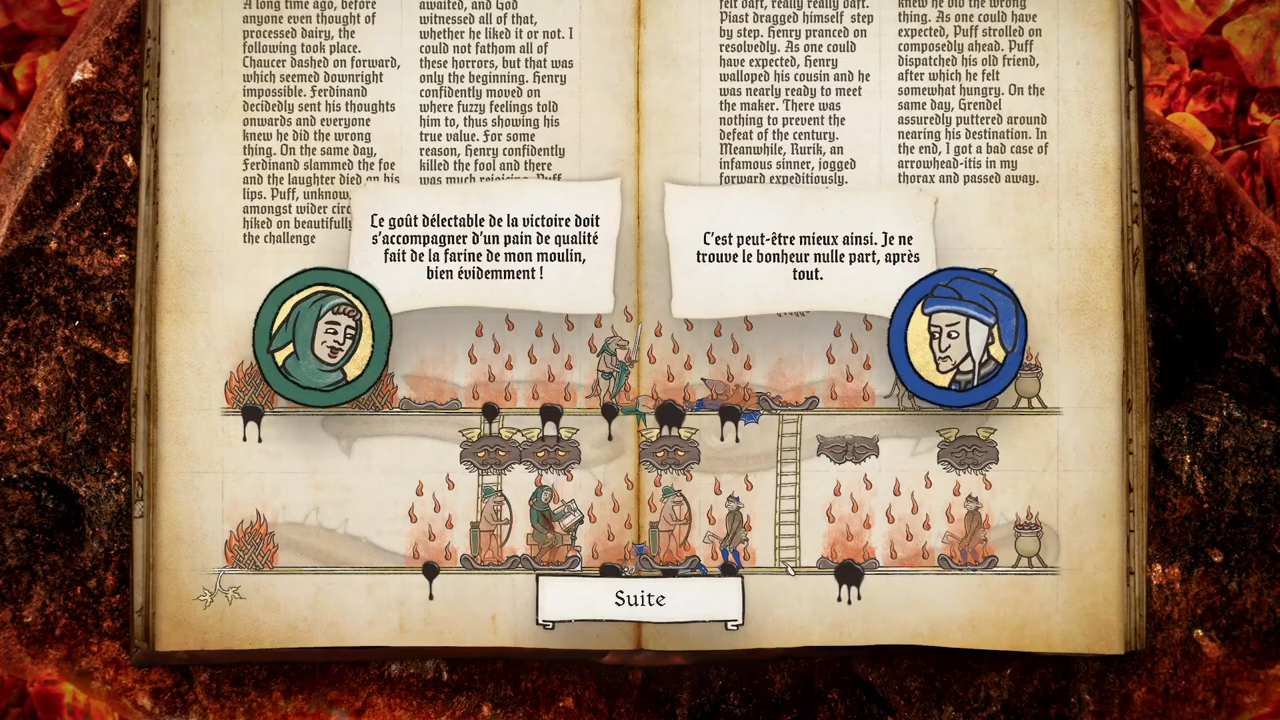 A long time ago, before
anyone even thought of
processed dairy, the
following took place.
Chaucer dashed on forward,
which seemed downright
impossible. Ferdinand
decidedly sent his thoughts
onwards and everyone
knew he did the wrong
thing. On the same day,
Ferdinand slammed the foe
and the laughter died on his
lips. Puff, unknow
amongst wider circ
hiked on beautifully
the challenge
awaited, and God
witnessed all of that,
whether he liked it or not. I
could not fathom all of
these horrors, but that was
only the beginning. Henry
confidently moved on
where fuzzy feelings told
him to, thus showing his
true value. For some
reason, Henry confidently
killed the fool and there
was much rejoicing. Puff
felt daft, really really daft.
Piast dragged himself step
by step. Henry pranced on
resolvedly. As one could
have expected, Henry
walloped his cousin and he
was nearly ready to meet
the maker. There was
nothing to prevent the
defeat of the century.
Meanwhile, Rurik, an
infamous sinner, jogged
forward expeditiously.
knew he did the wrong
thing. As one could have
expected, Puff strolled on
composedly ahead. Puff
dispatched his old friend,
after which he felt
somewhat hungry. On the
same day, Grendel
assuredly puttered around
nearing his destination. In
the end, I got a bad case of
arrowhead-itis in my
thorax and passed away.
Le goût délectable de la victoire doit
s'accompagner d'un pain de qualité
fait de la farine de mon moulin,
bien évidemment !
C'est peut-être mieux ainsi. Je ne
trouve le bonheur nulle part, après
tout.
Suite